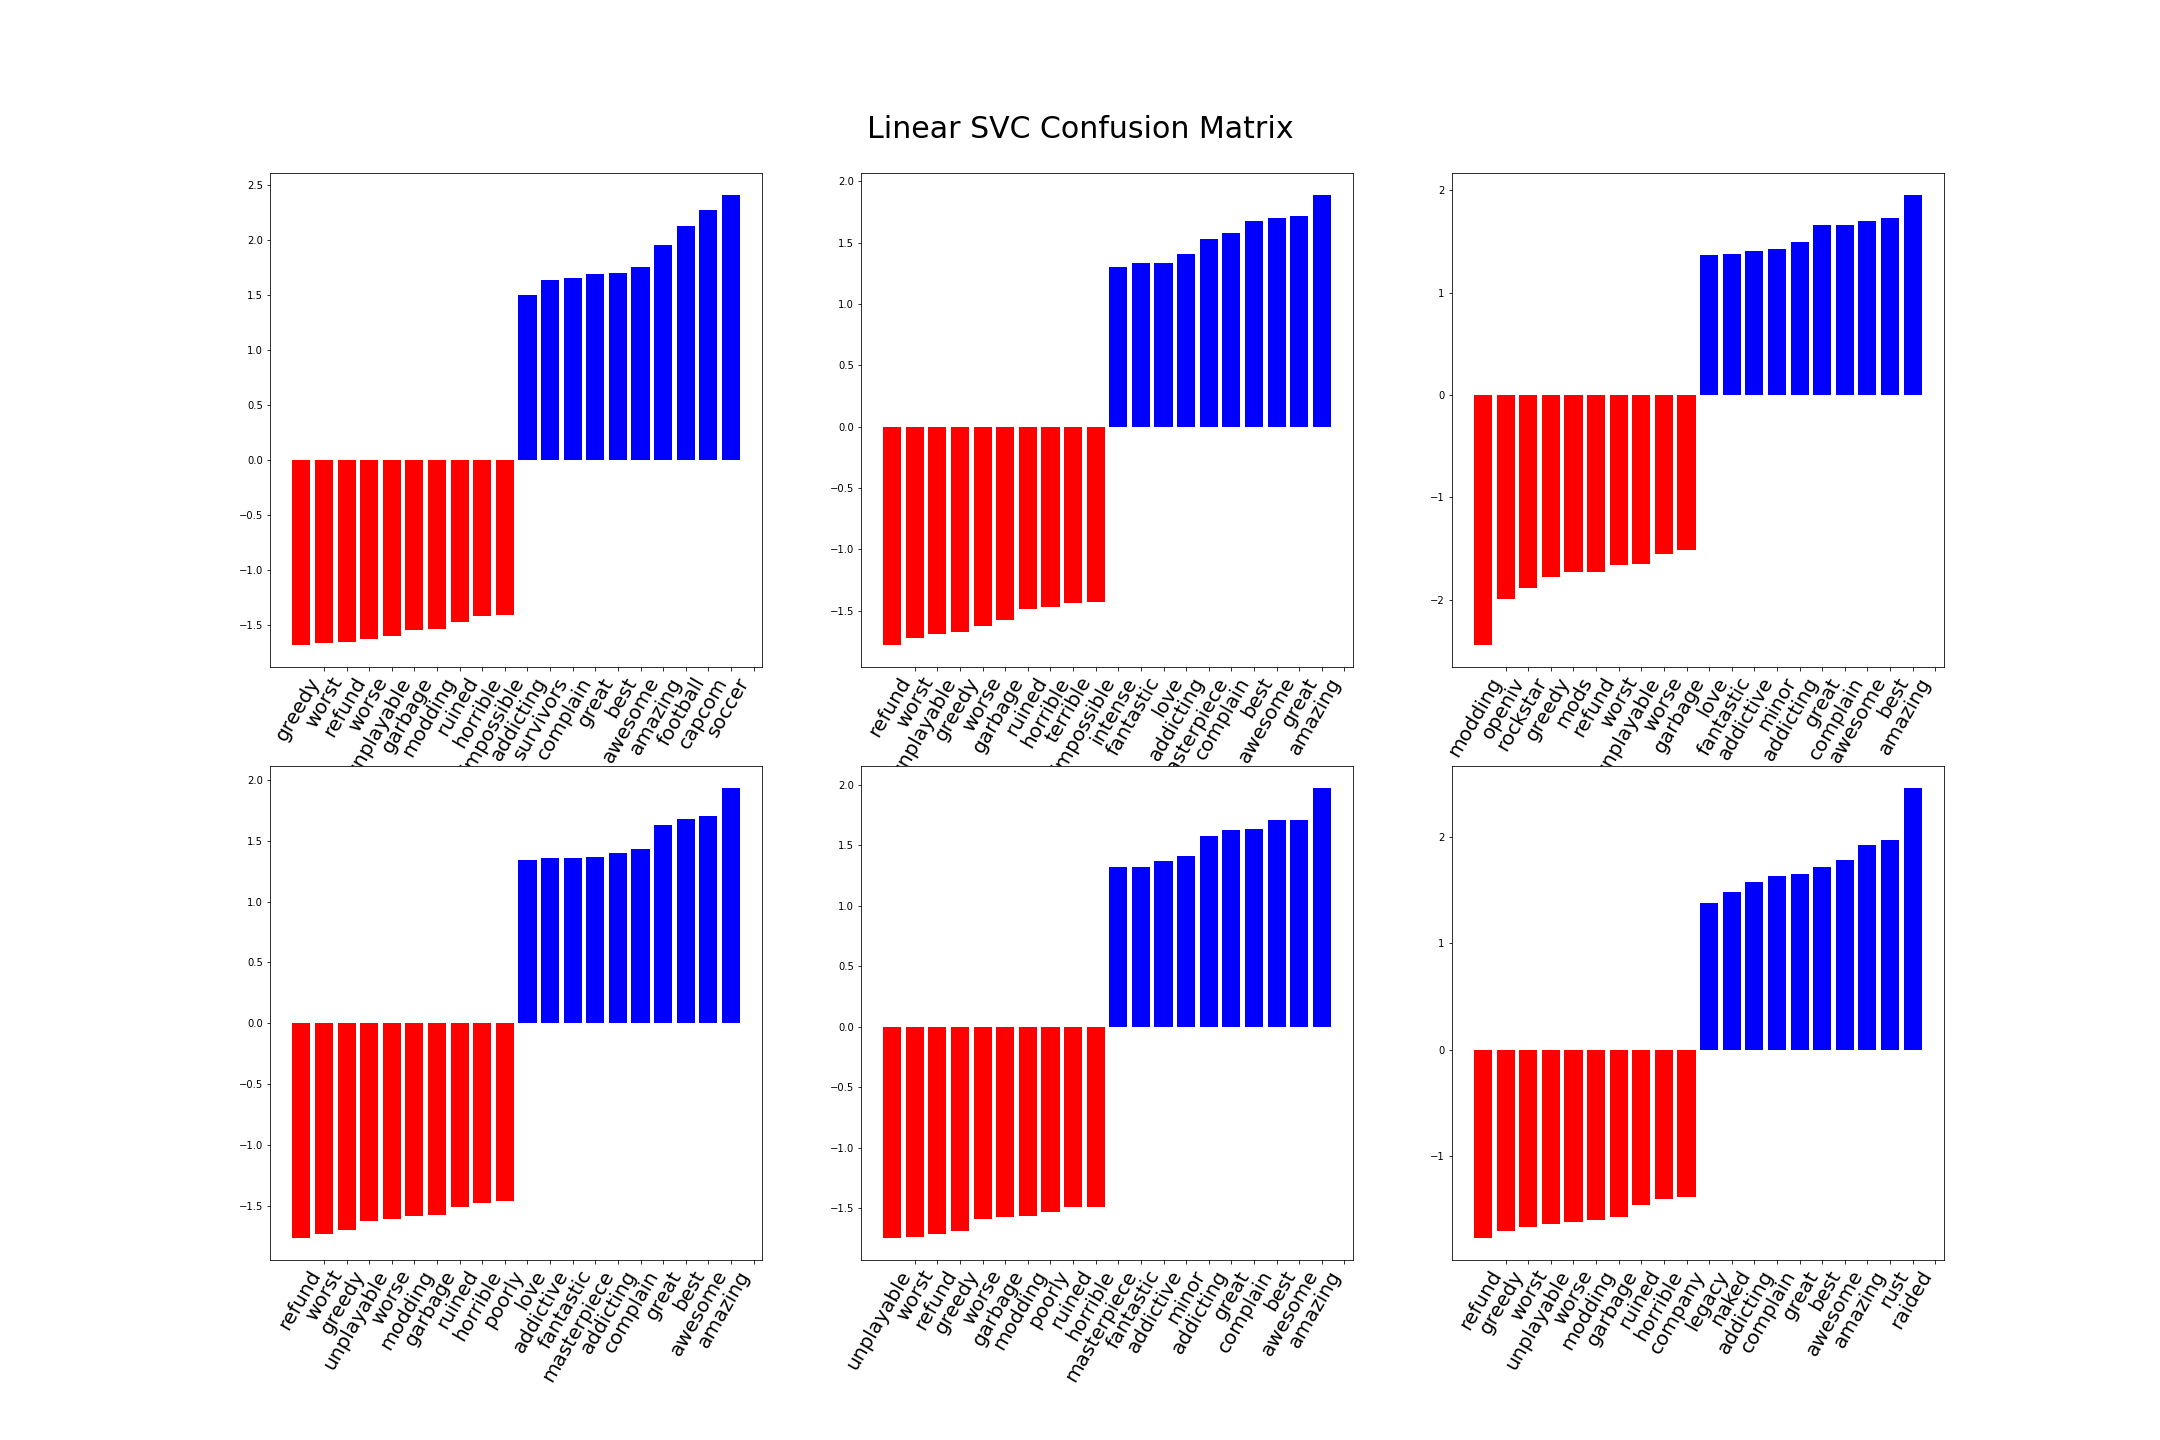 Linear SVC Confusion Matrix
2.5
2.0
1.5
1.0
0.5
0.0
−0.5
−1.0
−1.5
greedy
worst
refund
worse
nplayable
garbage
modding
ruined
horrible
impossible
addicting
survivors
complain
great
best
awesome
amazing
football
capcom
soccer
2.0
1.5
1.0
0.5
0.0
−0.5
−1.0
−1.5
refund
worst
nplayable
greedy
worse
garbage
ruined
horrible
terrible
impossible
intense
fantastic
love
addicting
asterpiece
complain
best
awesome
great
amazing
2
1
0
−1
−2
modding
openiv
rockstar
greedy
mods
refund
worst
unplayable
worse
garbage
love
fantastic
addictive
minor
addicting
great
complain
awesome
best
amazing
2.0
1.5
1.0
0.5
0.0
−0.5
−1.0
−1.5
refund
worst
greedy
unplayable
worse
modding
garbage
ruined
horrible
poorly
love
addictive
fantastic
masterpiece
addicting
complain
great
best
awesome
amazing
2.0
1.5
1.0
0.5
0.0
−0.5
−1.0
−1.5
unplayable
worst
refund
greedy
worse
garbage
modding
poorly
ruined
horrible
masterpiece
fantastic
addictive
minor
addicting
great
complain
best
awesome
amazing
2
1
0
−1
refund
greedy
worst
unplayable
worse
modding
garbage
ruined
horrible
company
legacy
naked
addicting
complain
great
best
awesome
amazing
rust
raided